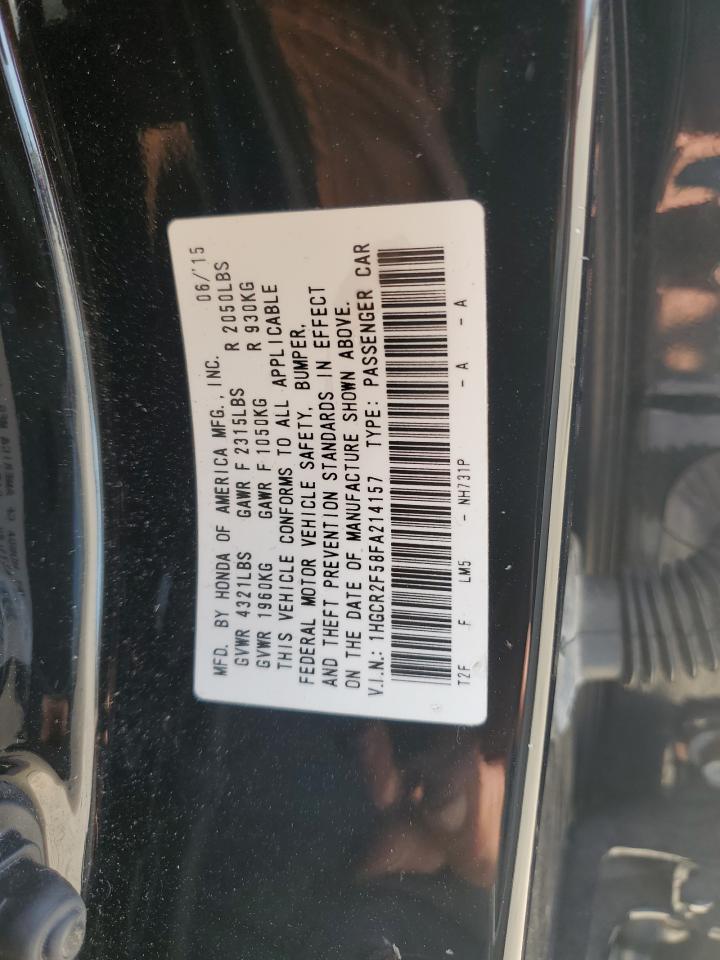 MFD. BY HONDA OF AMERICA MFG., INC. 06/'15
GVWR 4321LBS GAWR F 2315LBS R 2050LBS
GVWR 1960KG GAWR F 1050KG R 930KG
THIS VEHICLE CONFORMS TO ALL APPLICABLE
FEDERAL MOTOR VEHICLE SAFETY, BUMPER,
AND THEFT PREVENTION STANDARDS IN EFFECT
ON THE DATE OF MANUFACTURE SHOWN ABOVE.
V.I.N.: 1HGCR2F58FA214157 TYPE: PASSENGER CAR
T2F F LM5 - NH731P - A - A